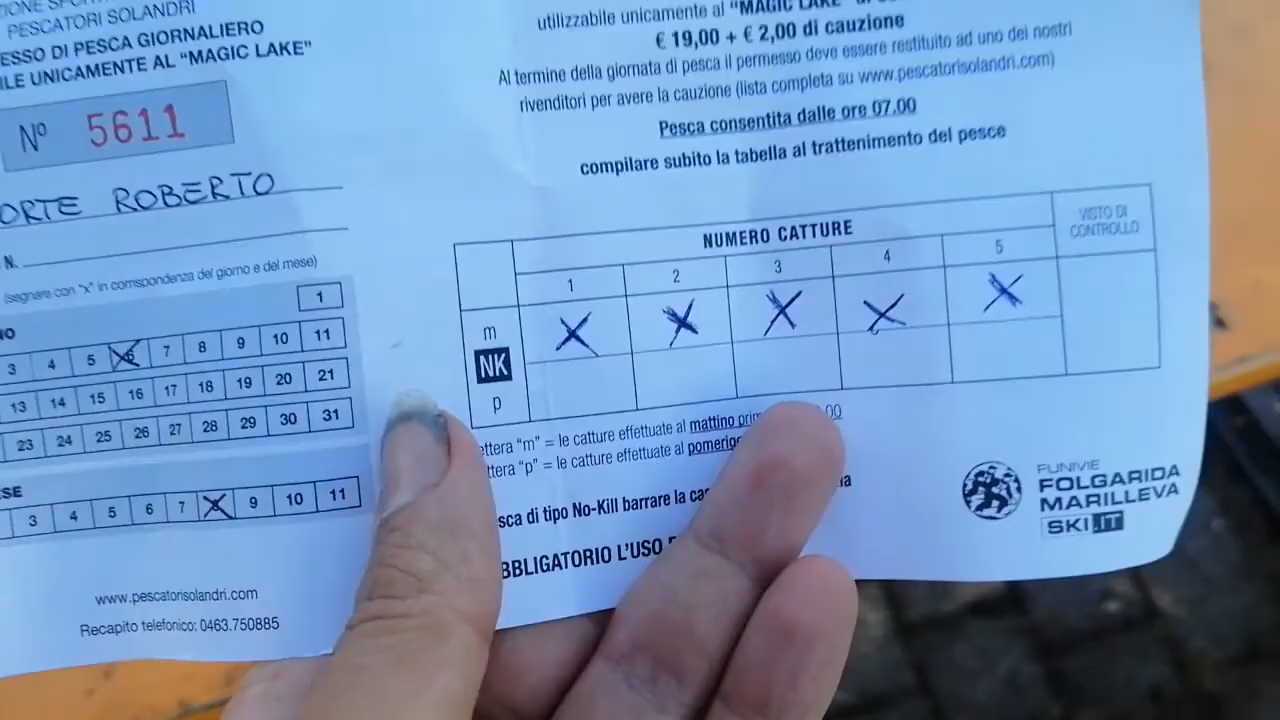 PESCATORI SOLANDRI
ESSO DI PESCA GIORNALIERO
ILE UNICAMENTE AL "MAGIC LAKE"
Nº 5611
ORTE ROBERTO
N.
(segnare con "x" in corrispondenza del giorno e del mese)
1
3 4 5 6 7 8 9 10 11
13 14 15 16 17 18 19 20 21
23 24 25 26 27 28 29 30 31
SE
3 4 5 6 7 9 10 11
www.pescatorisolandri.com
Recapito telefonico: 0463.750885
utilizzabile unicamente al "MAGIC LAKE"
€ 19,00 + € 2,00 di cauzione
Al termine della giornata di pesca il permesso deve essere restituito ad uno dei nostri
rivenditori per avere la cauzione (lista completa su www.pescatorisolandri.com)
Pesca consentita dalle ore 07.00
compilare subito la tabella al trattenimento del pesce
NUMERO CATTURE
VISTO DI
CONTROLLO
1 2 3 4 5
m X X X X X
NK
p
ettera "m" = le catture effettuate al mattino prim 00
ttera "p" = le catture effettuate al pomerigg
sca di tipo No-Kill barrare la ca
BBLIGATORIO L'USO
FUNIVIE
FOLGARIDA
MARILLEVA
SKI.IT